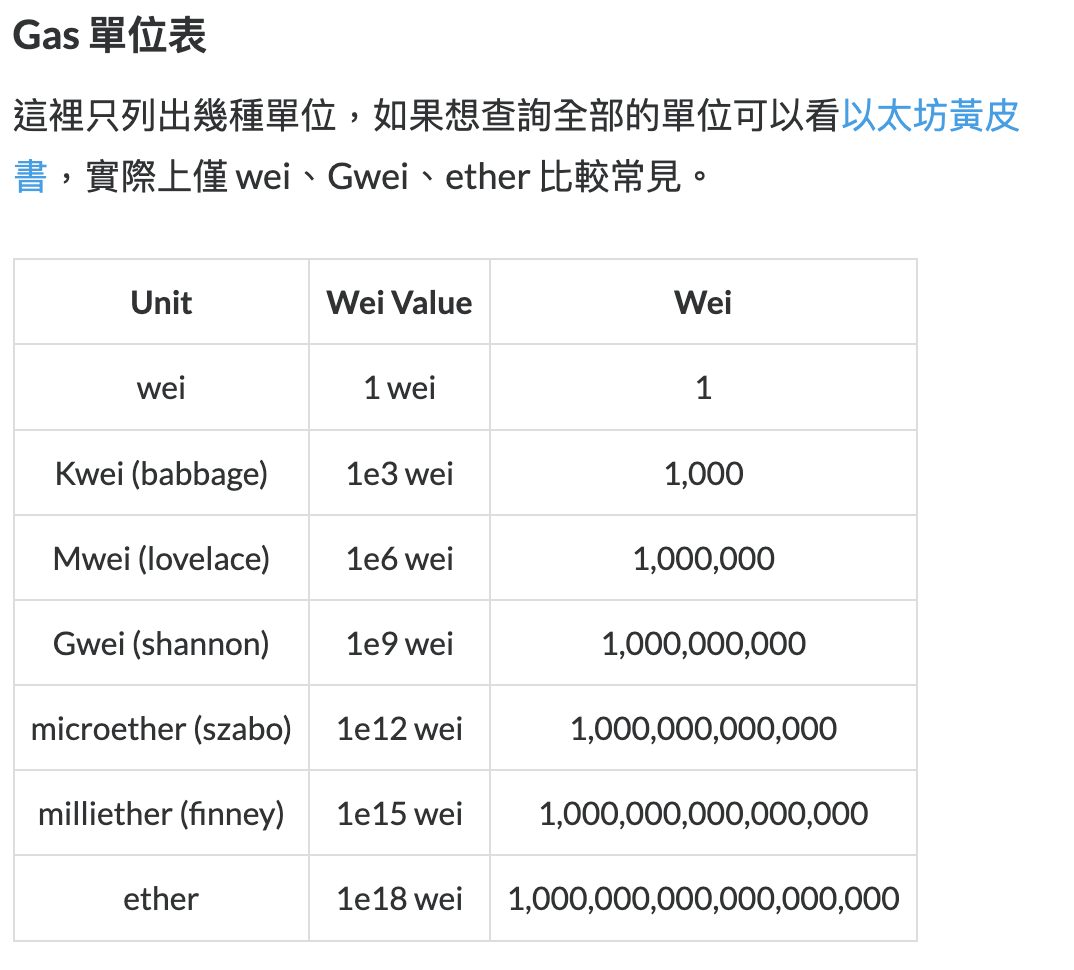 Gas 單位表
這裡只列出幾種單位，如果想查詢全部的單位可以看以太坊黃皮
書，實際上僅 wei、Gwei、ether 比較常見。
Unit Wei Value Wei
wei 1 wei 1
Kwei (babbage) 1e3 wei 1,000
Mwei (lovelace) 1e6 wei 1,000,000
Gwei (shannon) 1e9 wei 1,000,000,000
microether (szabo) 1e12 wei 1,000,000,000,000
milliether (finney) 1e15 wei 1,000,000,000,000,000
ether 1e18 wei 1,000,000,000,000,000,000